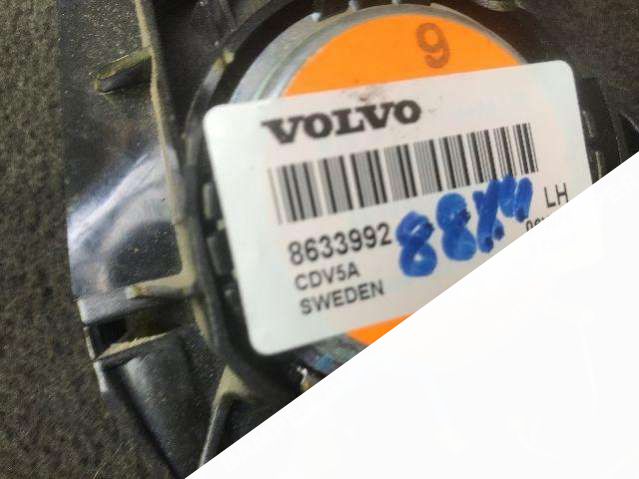 9
VOLVO
LH
8633992
CDV5A
SWEDEN